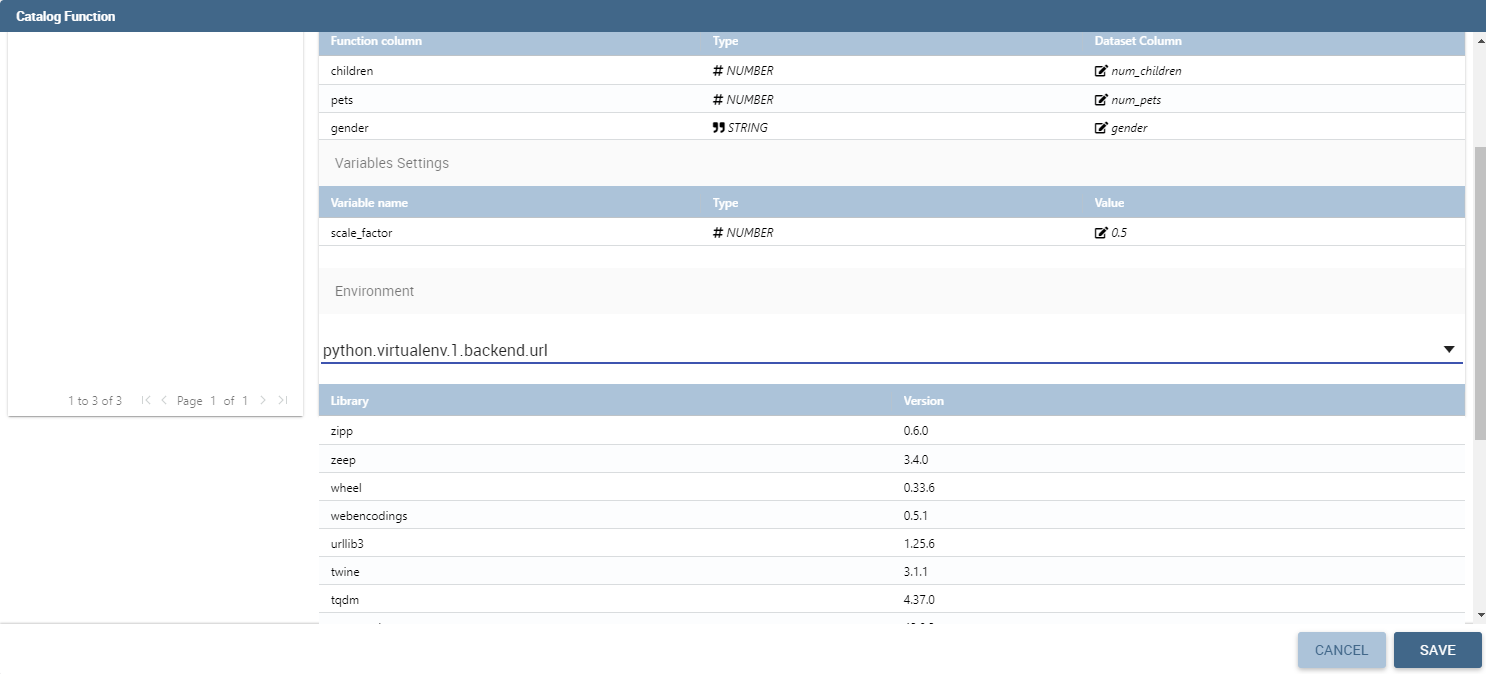 Catalog Function
Function column Type Dataset Column
children # NUMBER num_children
pets # NUMBER num_pets
gender STRING gender
Variables Settings
Variable name Type Value
scale_factor # NUMBER 0.5
Environment
python.virtualenv.1.backend.url
1 to 3 of 3 Page 1 of 1
Library Version
zipp 0.6.0
zeep 3.4.0
wheel 0.33.6
webencodings 0.5.1
urllib3 1.25.6
twine 3.1.1
tqdm 4.37.0
CANCEL SAVE